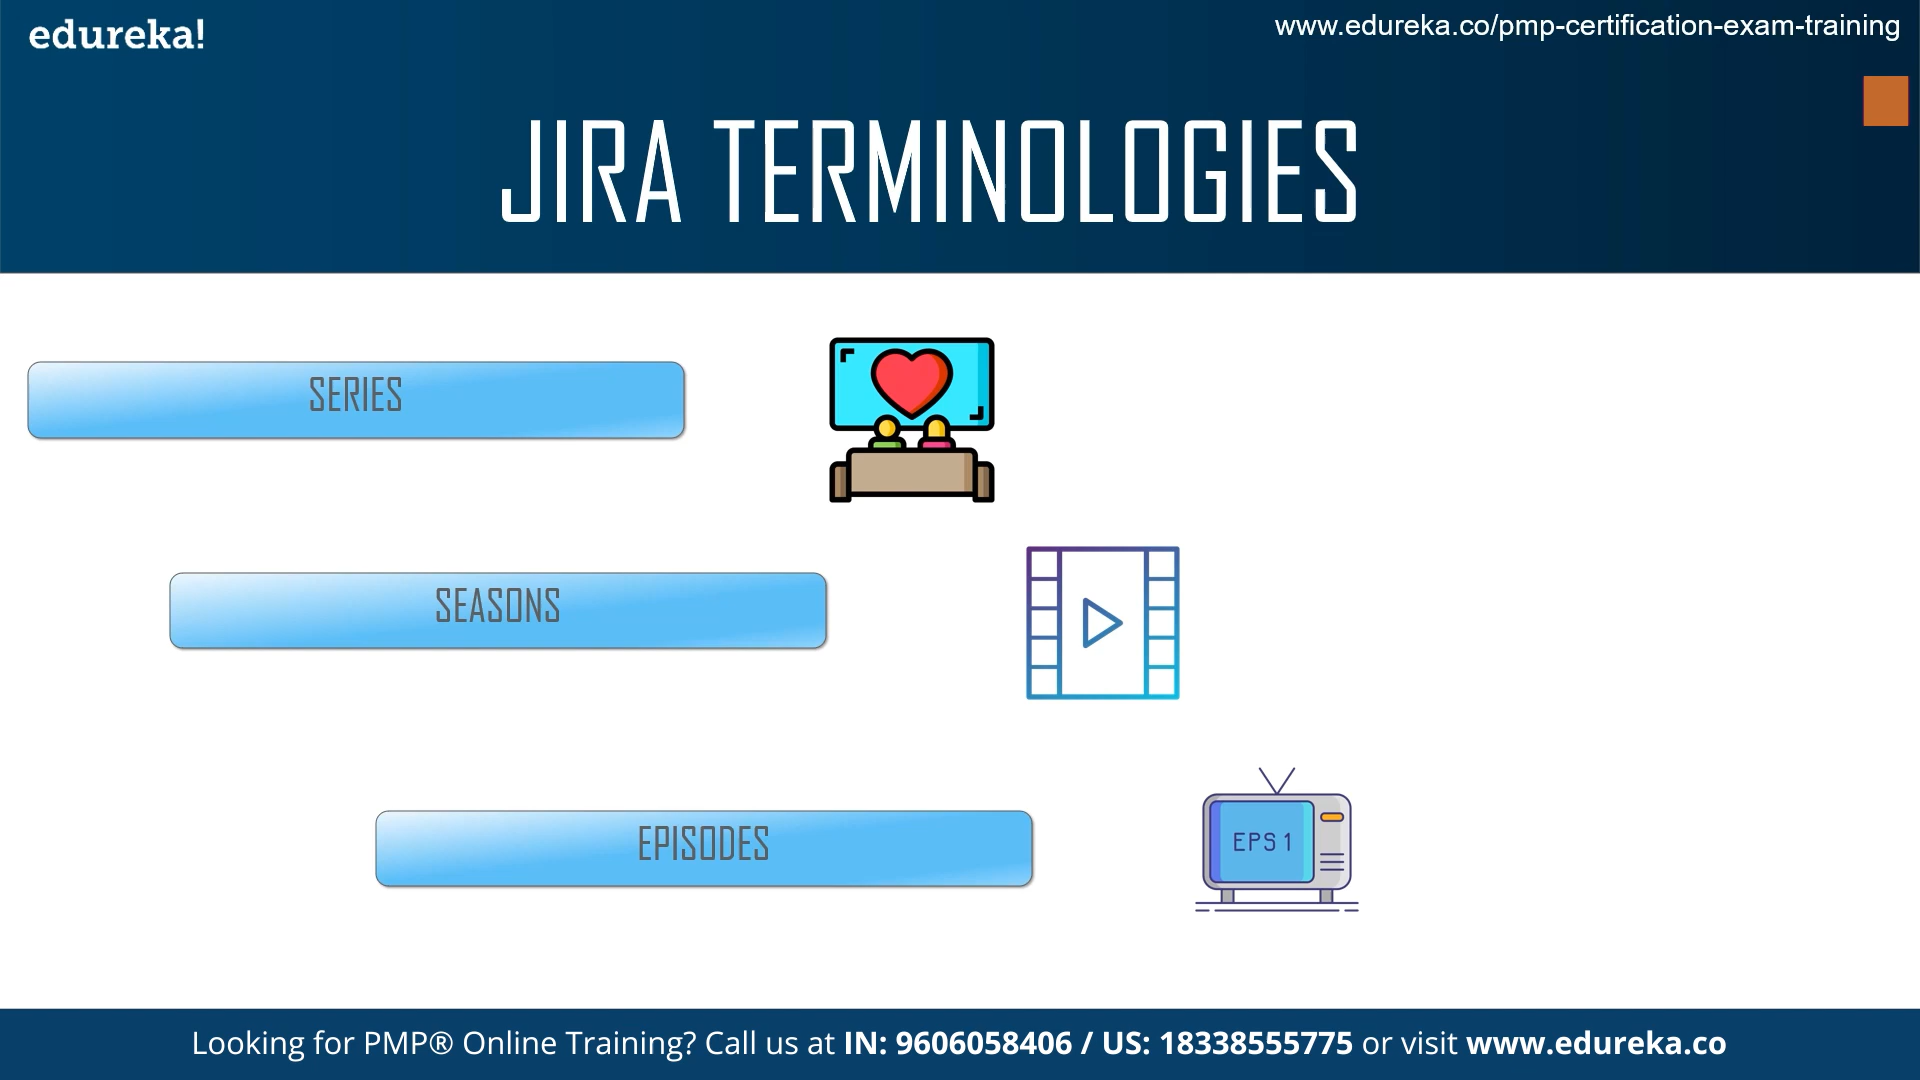 edureka!
www.edureka.co/pmp-certification-exam-training
JIRA TERMINOLOGIES
SERIES
SEASONS
EPISODES
EPS 1
Looking for PMP® Online Training? Call us at IN: 9606058406 / US: 18338555775 or visit www.edureka.co